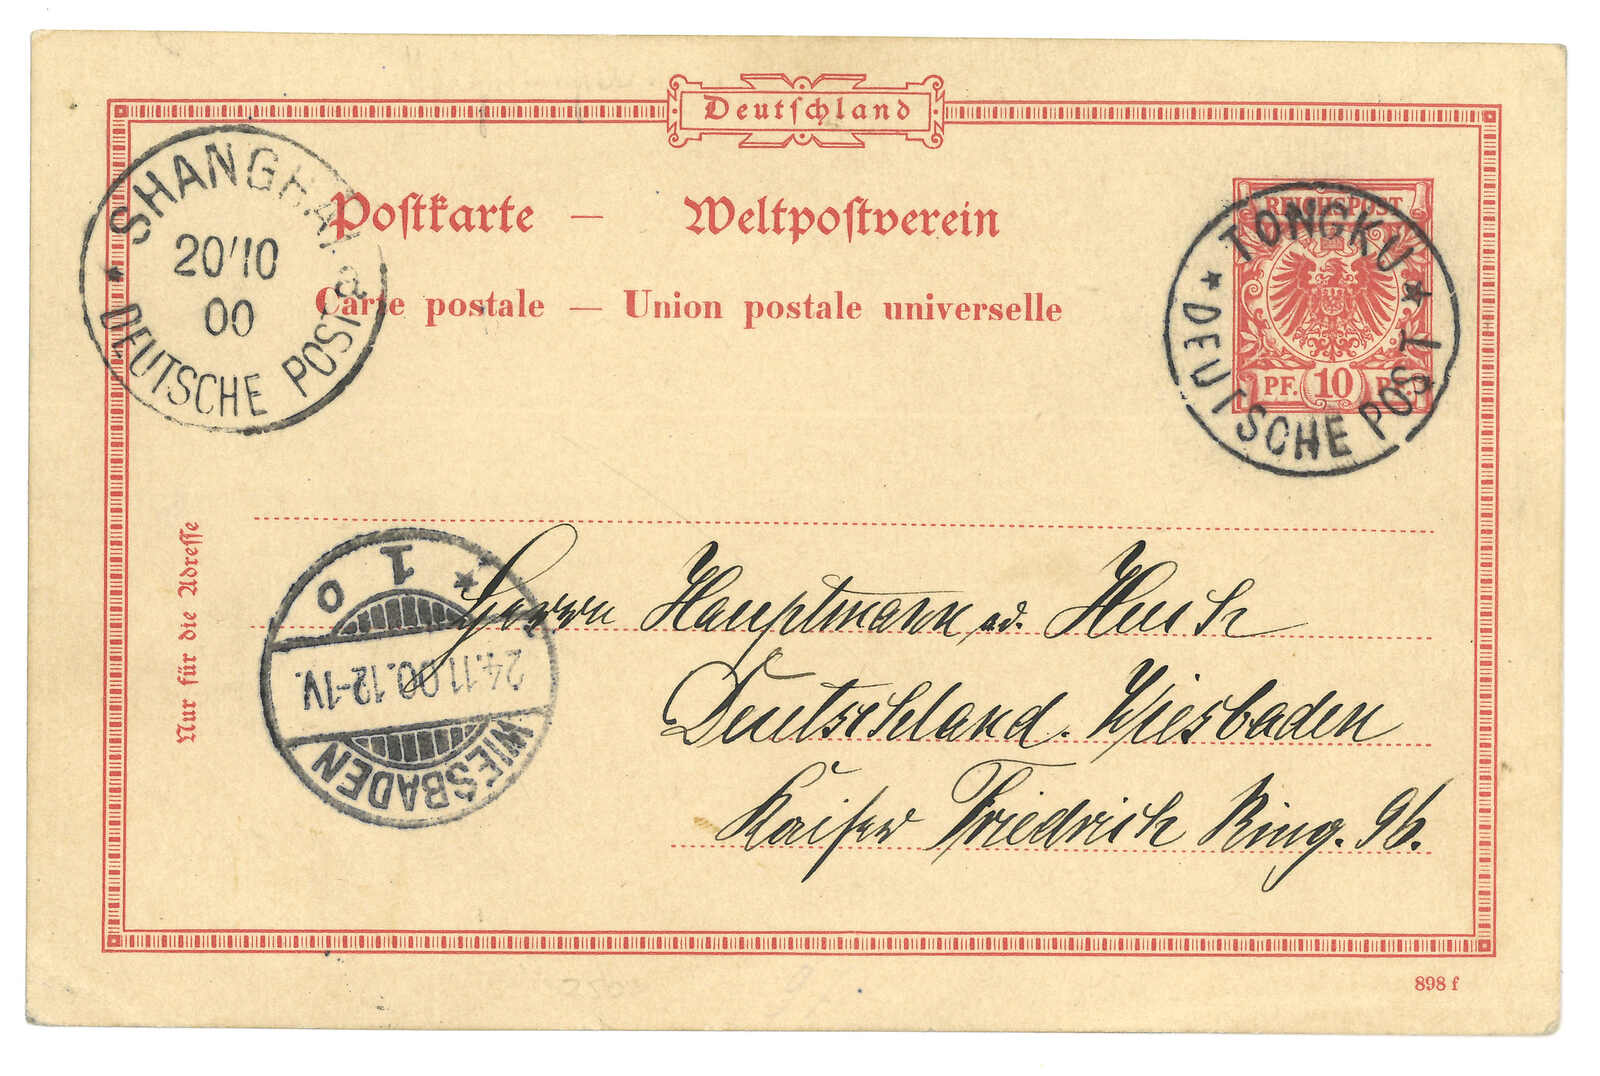 Deutschland
Postkarte — Weltpostverein
Carte postale — Union postale universelle
SHANGHAI
20/10
00
a
DEUTSCHE POST
REICHSPOST
PF. 10 PF.
TONGKU
DEUTSCHE POST
Nur für die Adresse
WIESBADEN
24.11.00.12-1V.
1
o
Herrn Hauptmann a.d.
Deutschland. Wiesbaden
Kaiser Friedrich Ring. 96.
898 f